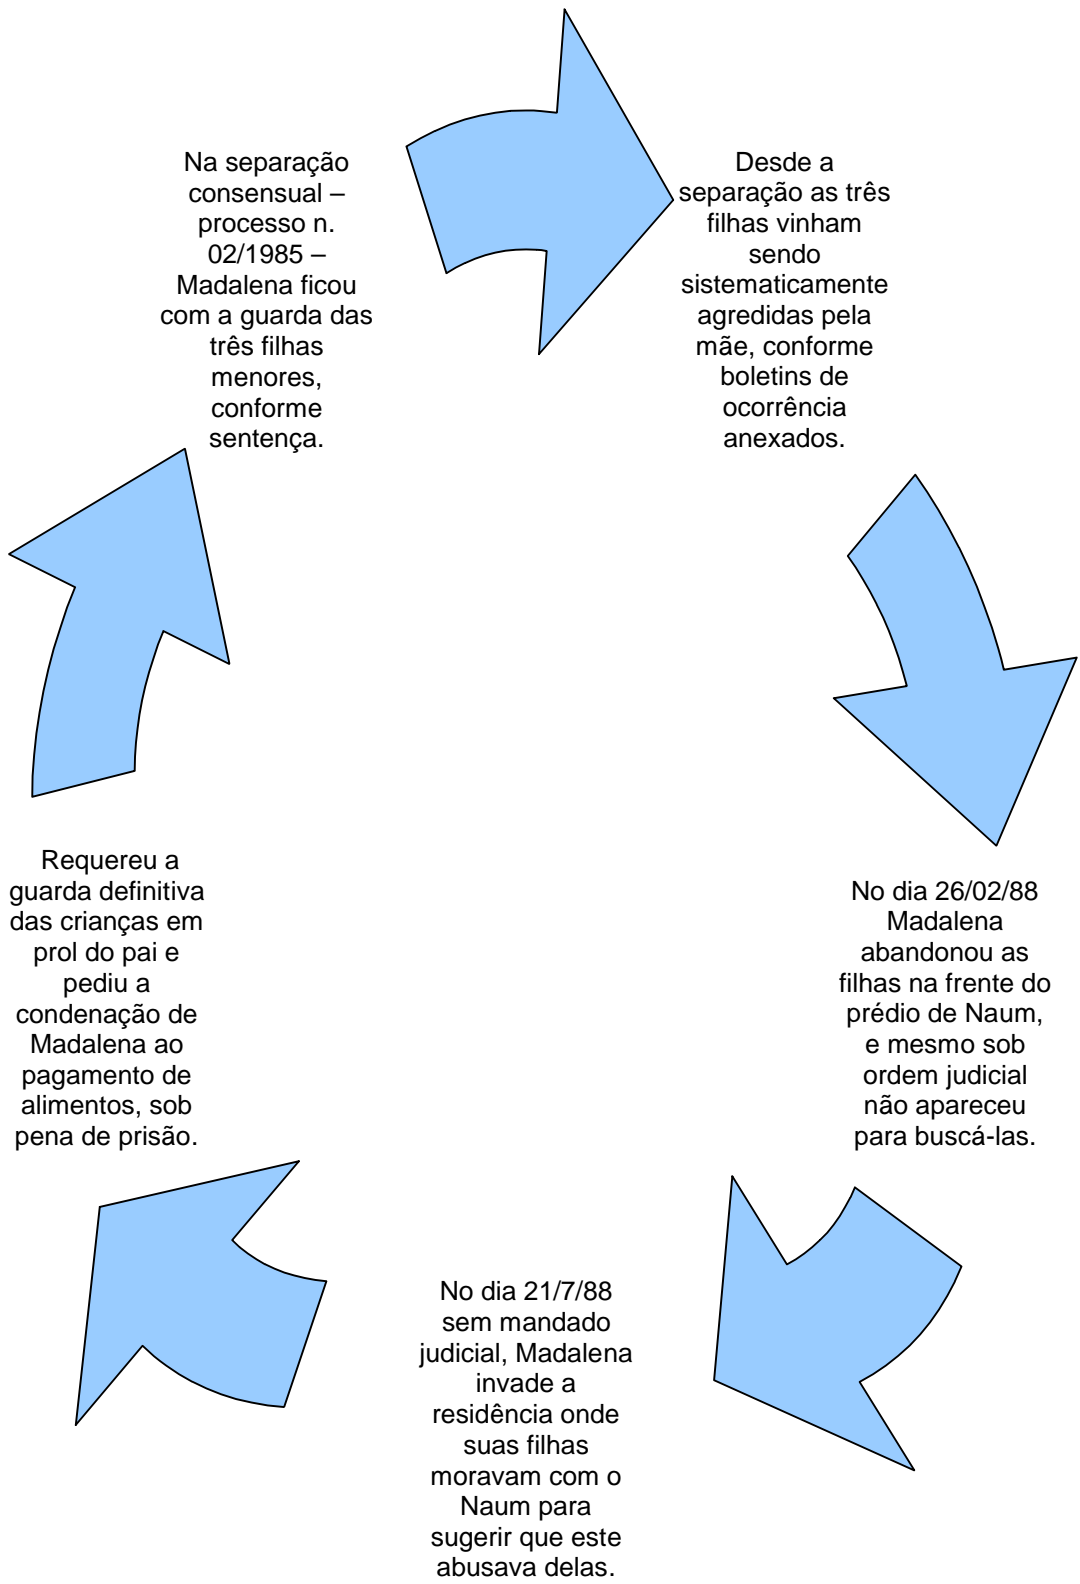 Na separação
consensual –
processo n.
02/1985 –
Madalena ficou
com a guarda das
três filhas
menores,
conforme
sentença.
Desde a
separação as três
filhas vinham
sendo
sistematicamente
agredidas pela
mãe, conforme
boletins de
ocorrência
anexados.
No dia 26/02/88
Madalena
abandonou as
filhas na frente do
prédio de Naum,
e mesmo sob
ordem judicial
não apareceu
para buscá-las.
No dia 21/7/88
sem mandado
judicial, Madalena
invade a
residência onde
suas filhas
moravam com o
Naum para
sugerir que este
abusava delas.
Requereu a
guarda definitiva
das crianças em
prol do pai e
pediu a
condenação de
Madalena ao
pagamento de
alimentos, sob
pena de prisão.